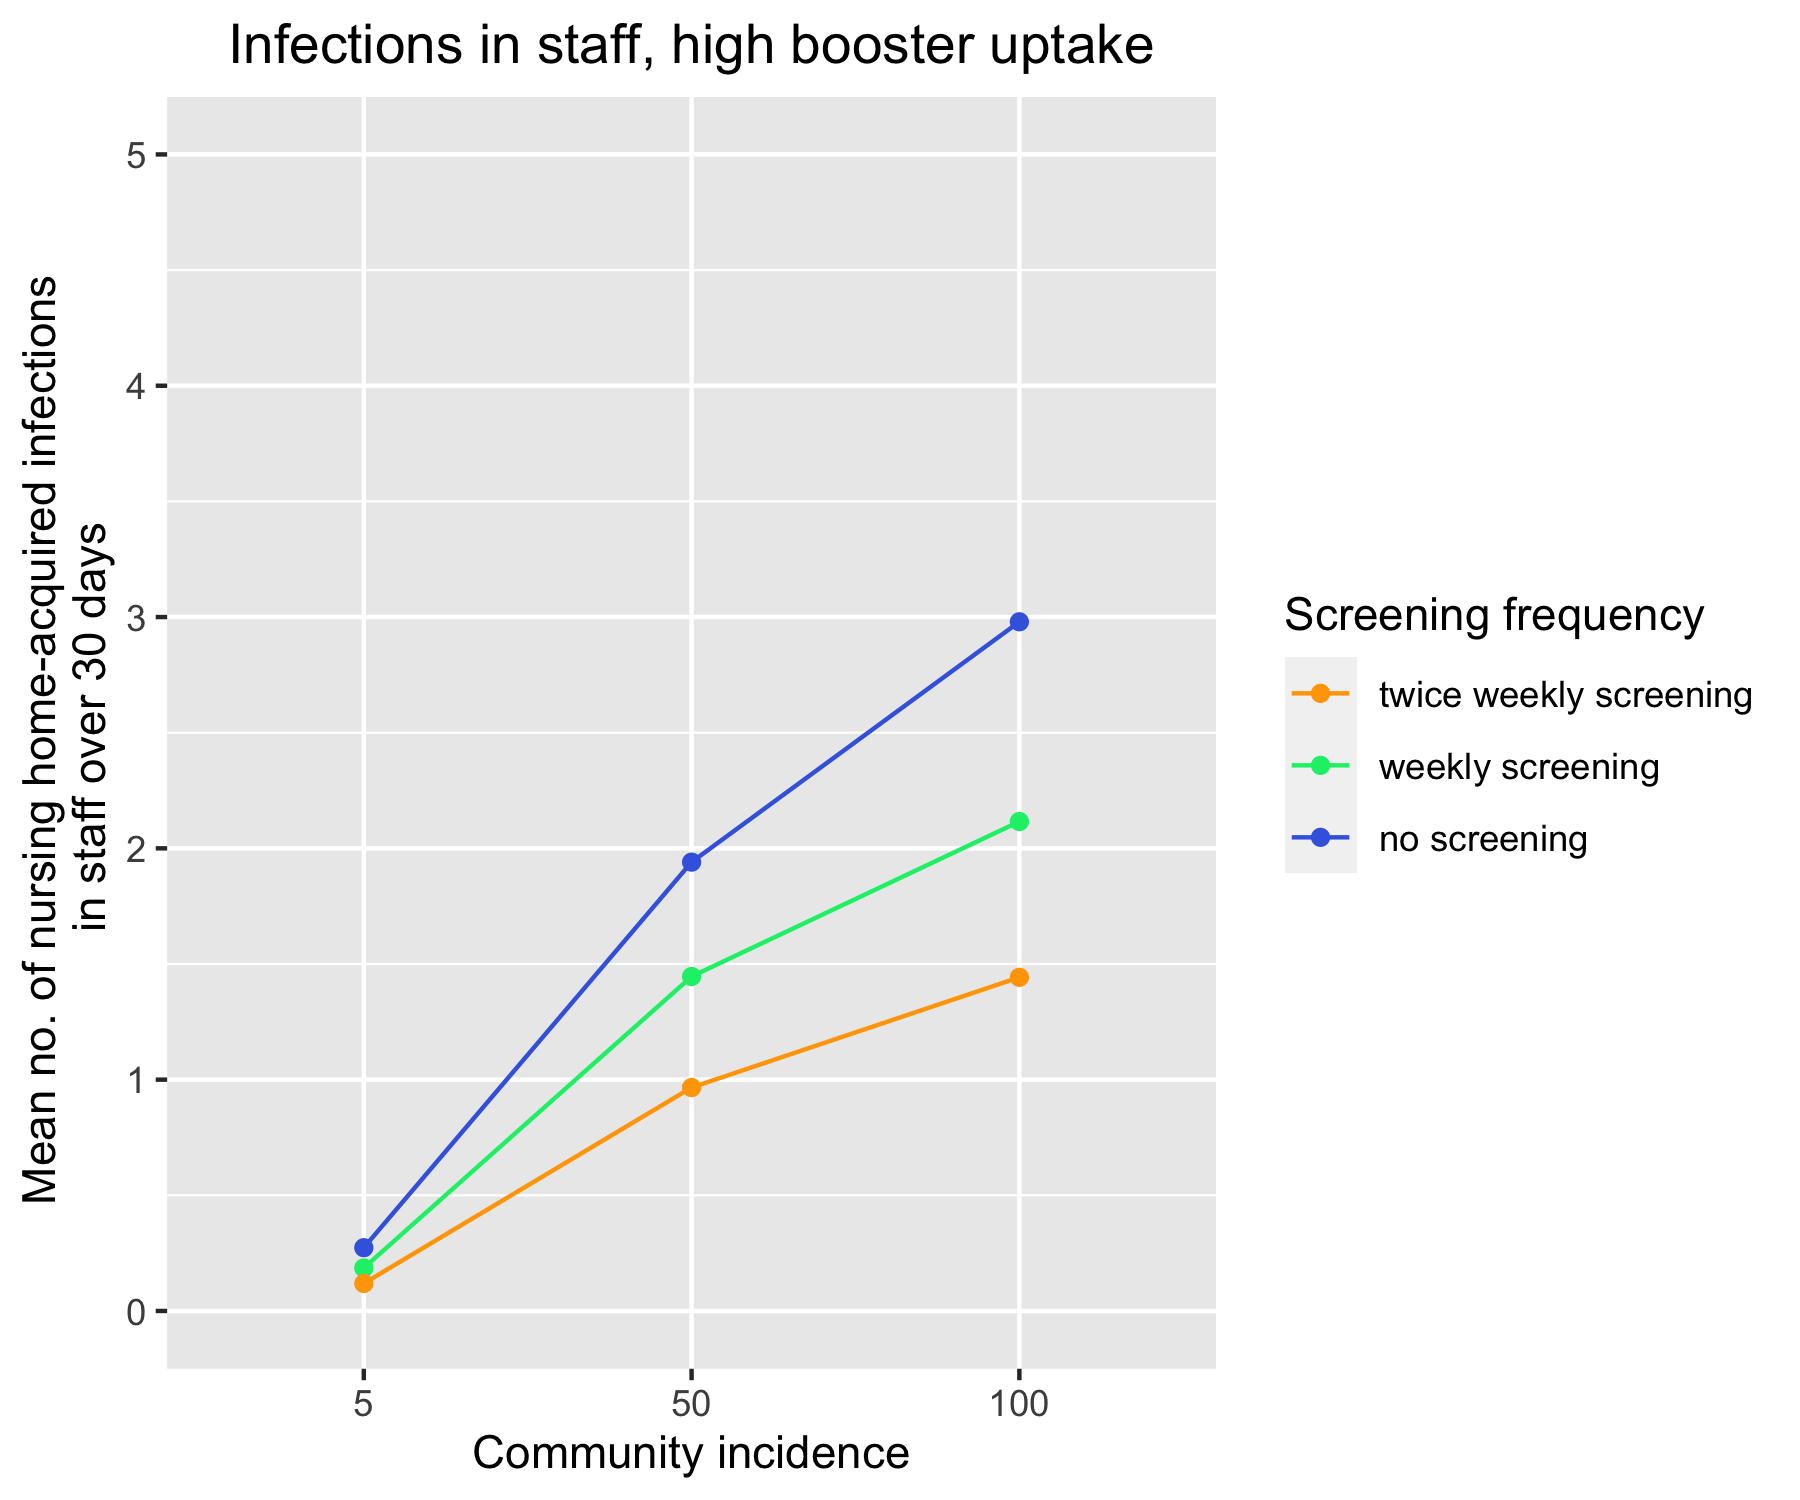 Infections in staff, high booster uptake
Mean no. of nursing home-acquired infections
in staff over 30 days
5
4
3
2
1
0
5 50 100
Community incidence
Screening frequency
twice weekly screening
weekly screening
no screening